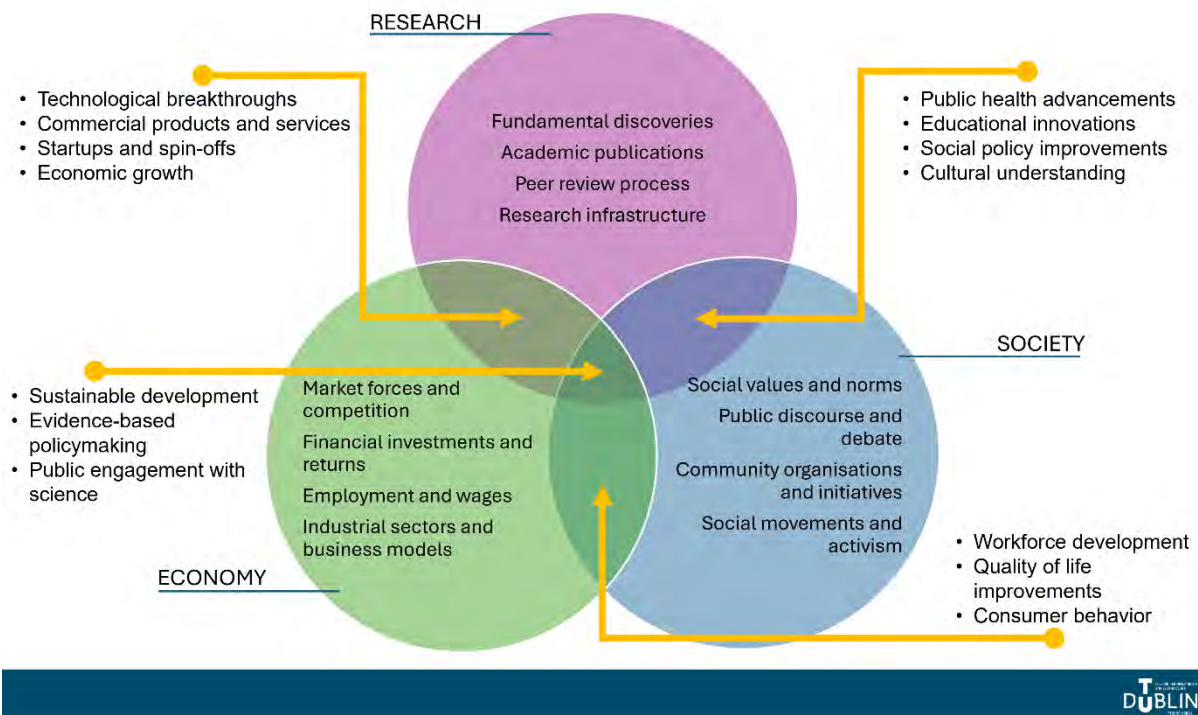 RESEARCH
• Technological breakthroughs
• Commercial products and services
• Startups and spin-offs
• Economic growth
Fundamental discoveries
Academic publications
Peer review process
Research infrastructure
• Public health advancements
• Educational innovations
• Social policy improvements
• Cultural understanding
SOCIETY
• Sustainable development
• Evidence-based
policymaking
• Public engagement with
science
Market forces and
competition
Financial investments and
returns
Employment and wages
Industrial sectors and
business models
Social values and norms
Public discourse and
debate
Community organisations
and initiatives
Social movements and
activism
ECONOMY
• Workforce development
• Quality of life
improvements
• Consumer behavior
T
DUBLIN